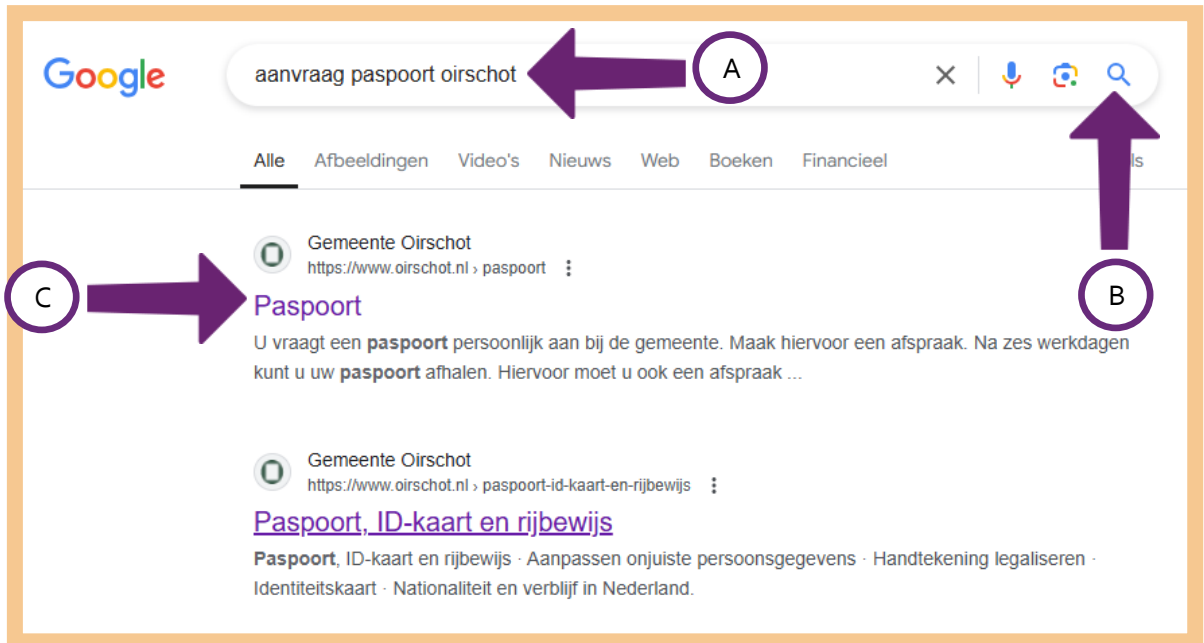 Google
aanvraag paspoort oirschot
A
Alle Afbeeldingen Video's Nieuws Web Boeken Financieel
Gemeente Oirschot
https://www.oirschot.nl › paspoort
C
B
Paspoort
U vraagt een paspoort persoonlijk aan bij de gemeente. Maak hiervoor een afspraak. Na zes werkdagen
kunt u uw paspoort afhalen. Hiervoor moet u ook een afspraak ...
Gemeente Oirschot
https://www.oirschot.nl › paspoort-id-kaart-en-rijbewijs
Paspoort, ID-kaart en rijbewijs
Paspoort, ID-kaart en rijbewijs · Aanpassen onjuiste persoonsgegevens · Handtekening legaliseren ·
Identiteitskaart · Nationaliteit en verblijf in Nederland.